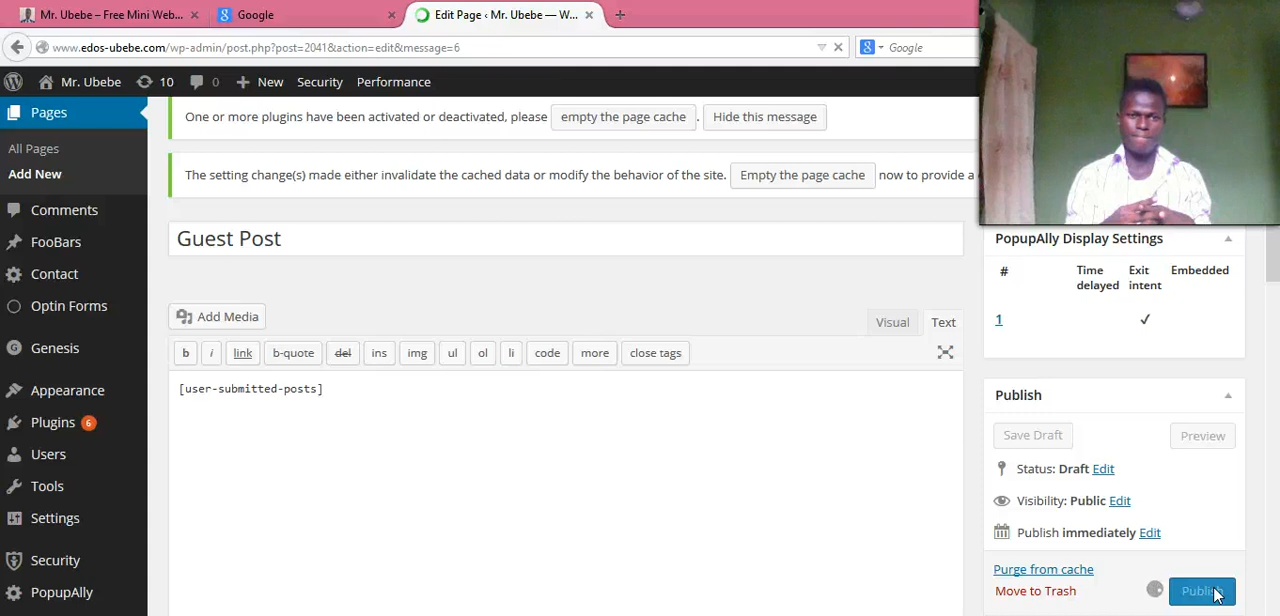 Mr. Ubebe – Free Mini Web...
Google
Edit Page ‹ Mr. Ubebe — W...
www.edos-ubebe.com/wp-admin/post.php?post=2041&action=edit&message=6
Google
Mr. Ubebe
10
0
New
Security
Performance
Pages
All Pages
Add New
Comments
FooBars
Contact
Optin Forms
Genesis
Appearance
Plugins 6
Users
Tools
Settings
Security
PopupAlly
One or more plugins have been activated or deactivated, please empty the page cache . Hide this message
The setting change(s) made either invalidate the cached data or modify the behavior of the site. Empty the page cache now to provide a
Guest Post
Add Media
Visual
Text
b
i
link
b-quote
del
ins
img
ul
ol
li
code
more
close tags
[user-submitted-posts]
PopupAlly Display Settings
# Time delayed Exit intent Embedded
1
Publish
Save Draft
Preview
Status: Draft Edit
Visibility: Public Edit
Publish immediately Edit
Purge from cache
Move to Trash
Publish